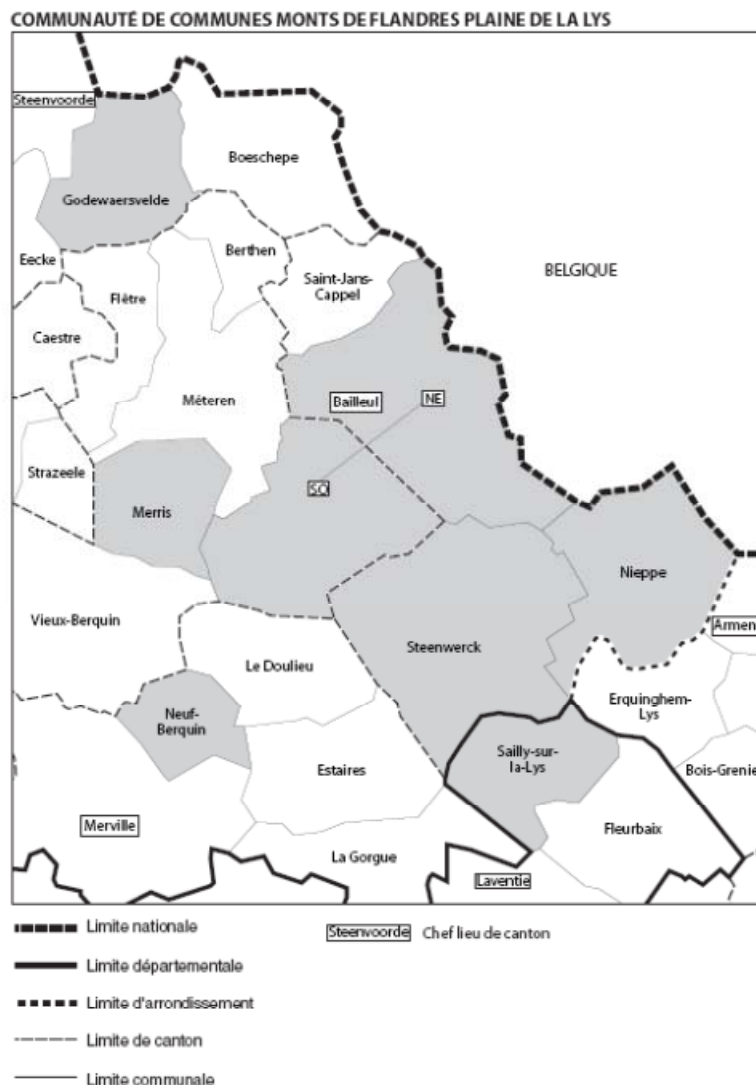 COMMUNAUTÉ DE COMMUNES MONTS DE FLANDRES PLAINE DE LA LYS
Steenvoorde
Boeschepe
Godewaersvelde
Berthen
Eecke
Saint-Jans-
Cappel
BELGIQUE
Flêtre
Caestre
Méteren
Bailleul
NE
Strazeele
SO
Merris
Nieppe
Vieux-Berquin
Armen
Le Doulieu
Steenwerck
Erquinghem-
Lys
Neuf-
Berquin
Sailly-sur-
la-Lys
Estaires
Bois-Grenie
Merville
Fleurbaix
La Gorgue
Laventie
Limite nationale
Steenvoorde Chef lieu de canton
Limite départementale
Limite d'arrondissement
Limite de canton
Limite communale